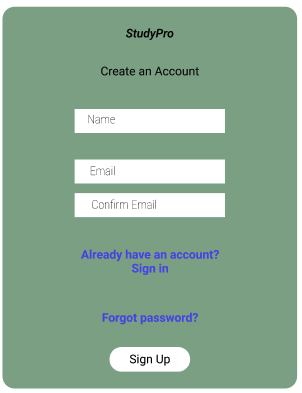 StudyPro
Create an Account
Name
Email
Confirm Email
Already have an account?
Sign in
Forgot password?
Sign Up